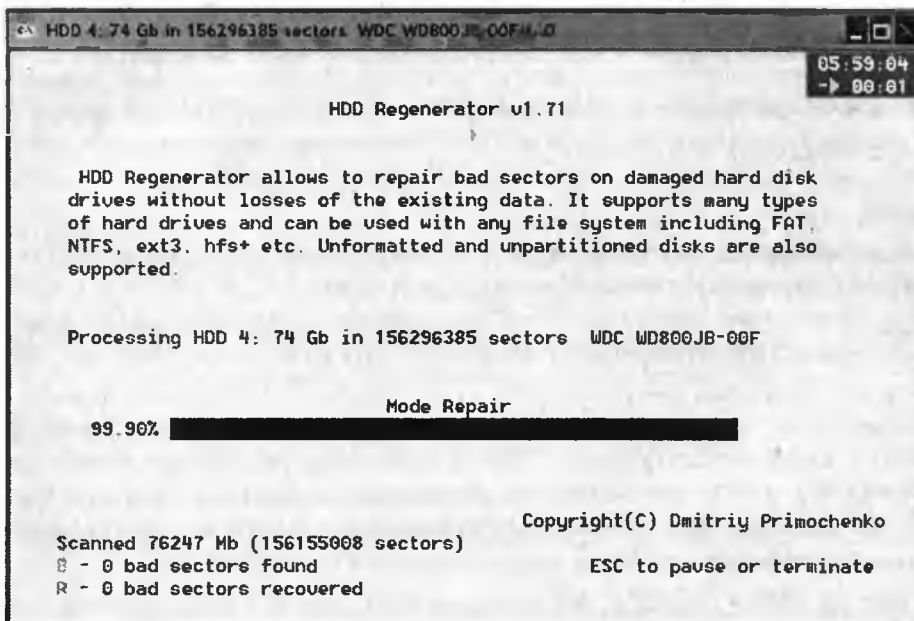 HDD 4: 74 Gb in 156296385 sectors WDC WD800JB-00F
05:59:04
-> 00:01
HDD Regenerator v1.71
HDD Regenerator allows to repair bad sectors on damaged hard disk
drives without losses of the existing data. It supports many types
of hard drives and can be used with any file system including FAT,
NTFS, ext3. hfs+ etc. Unformatted and unpartitioned disks are also
supported.
Processing HDD 4: 74 Gb in 156296385 sectors WDC WD800JB-00F
Mode Repair
99.90%
Copyright(C) Dmitriy Primochenko
Scanned 76247 Mb (156155008 sectors)
B - 0 bad sectors found
ESC to pause or terminate
R - 0 bad sectors recovered